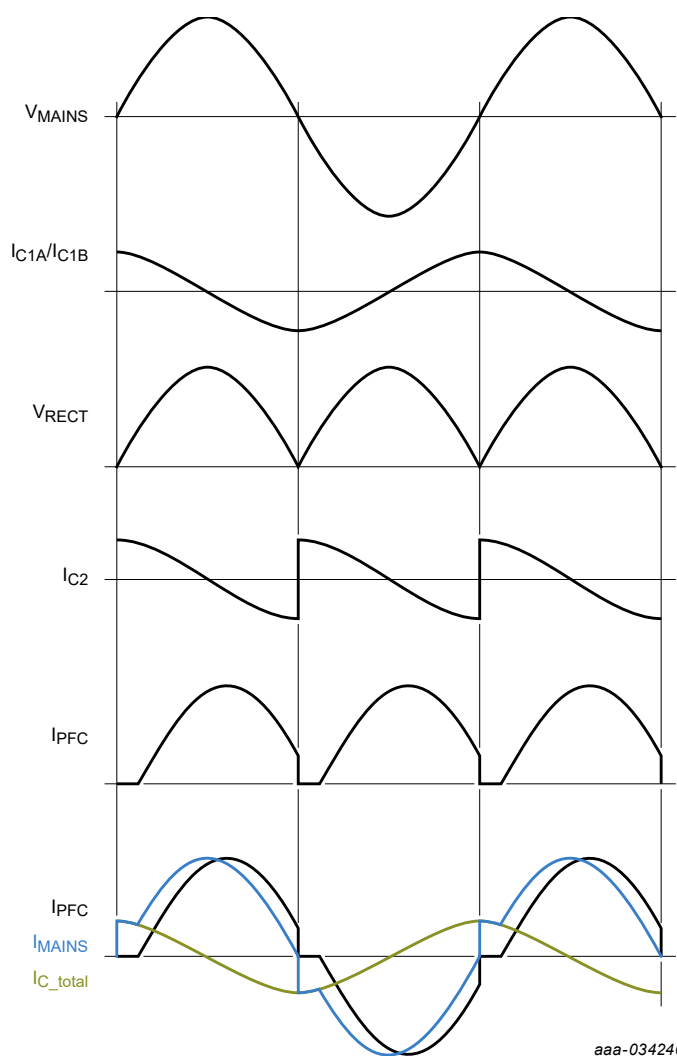 VMAINS
IC1A/IC1B
VRECT
IC2
IPFC
IPFC
IMAINS
IC_total